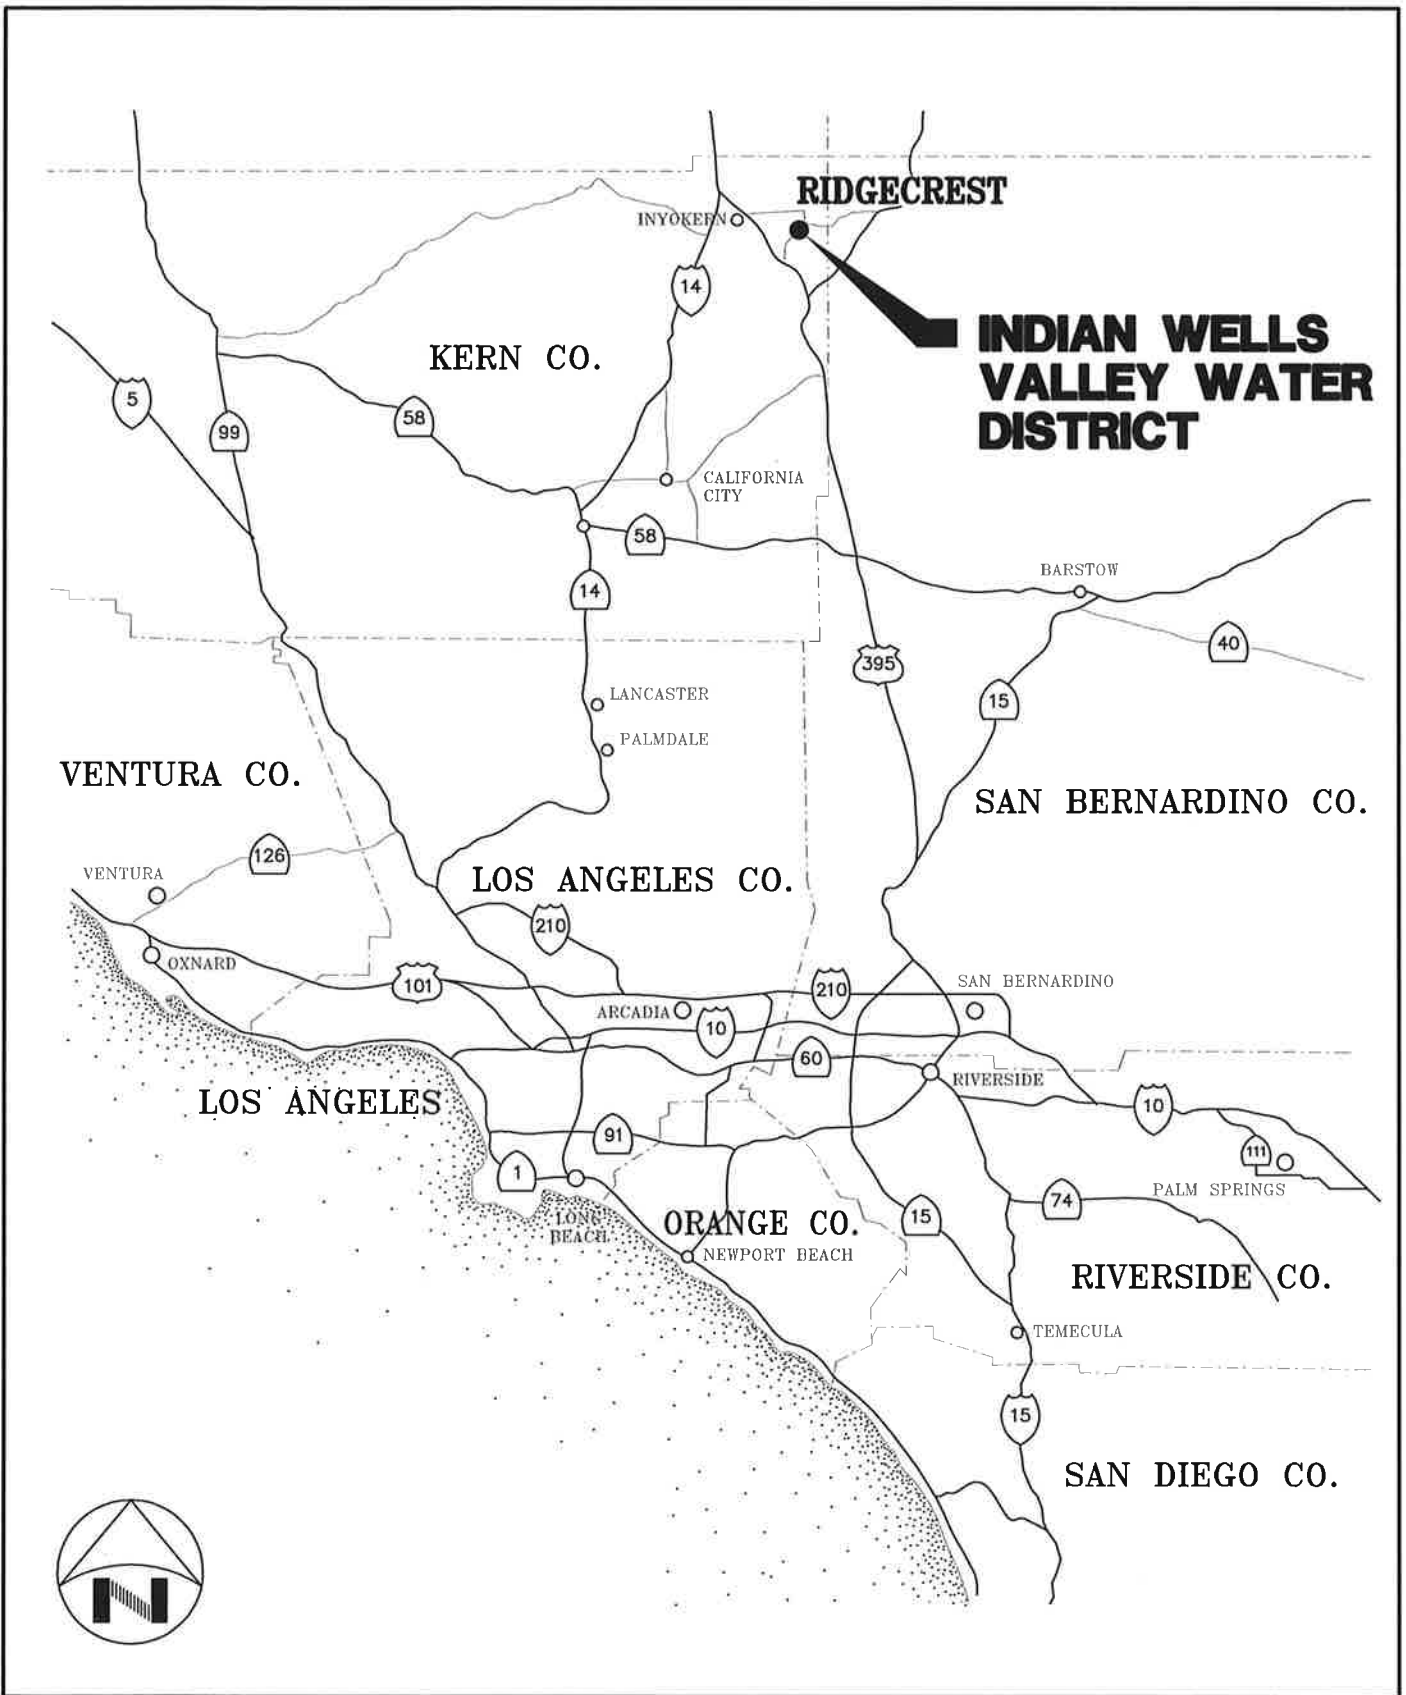 RIDGECREST
INYOKERN
14
INDIAN WELLS
VALLEY WATER
DISTRICT
KERN CO.
5
99
58
CALIFORNIA
CITY
58
14
BARSTOW
40
395
15
LANCASTER
PALMDALE
VENTURA CO.
SAN BERNARDINO CO.
126
VENTURA
LOS ANGELES CO.
210
OXNARD
101
210
SAN BERNARDINO
ARCADIA
10
60
RIVERSIDE
LOS ANGELES
10
91
111
1
PALM SPRINGS
74
LONG
BEACH
ORANGE CO.
15
NEWPORT BEACH
RIVERSIDE CO.
TEMECULA
15
SAN DIEGO CO.
N